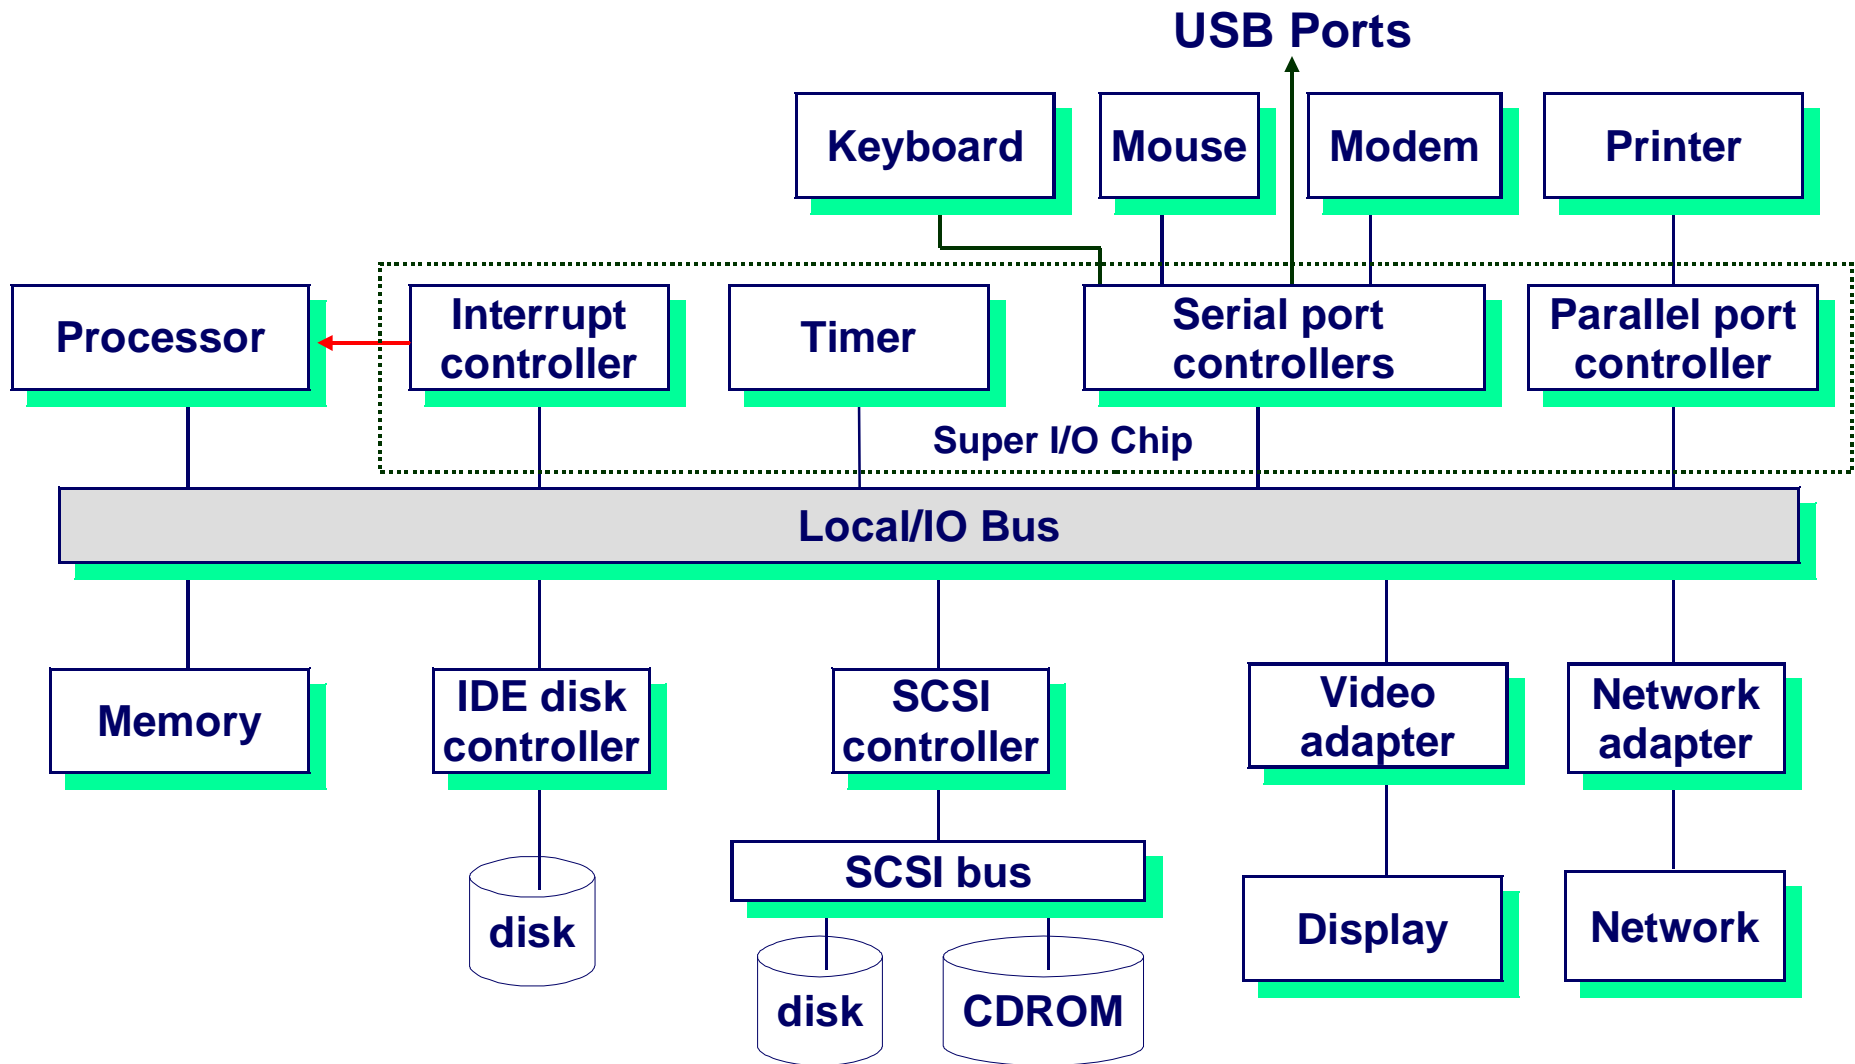 USB Ports
Keyboard
Mouse
Modem
Printer
Processor
Interrupt
controller
Timer
Serial port
controllers
Parallel port
controller
Super I/O Chip
Local/IO Bus
Memory
IDE disk
controller
SCSI
controller
Video
adapter
Network
adapter
SCSI bus
disk
Display
Network
disk
CDROM